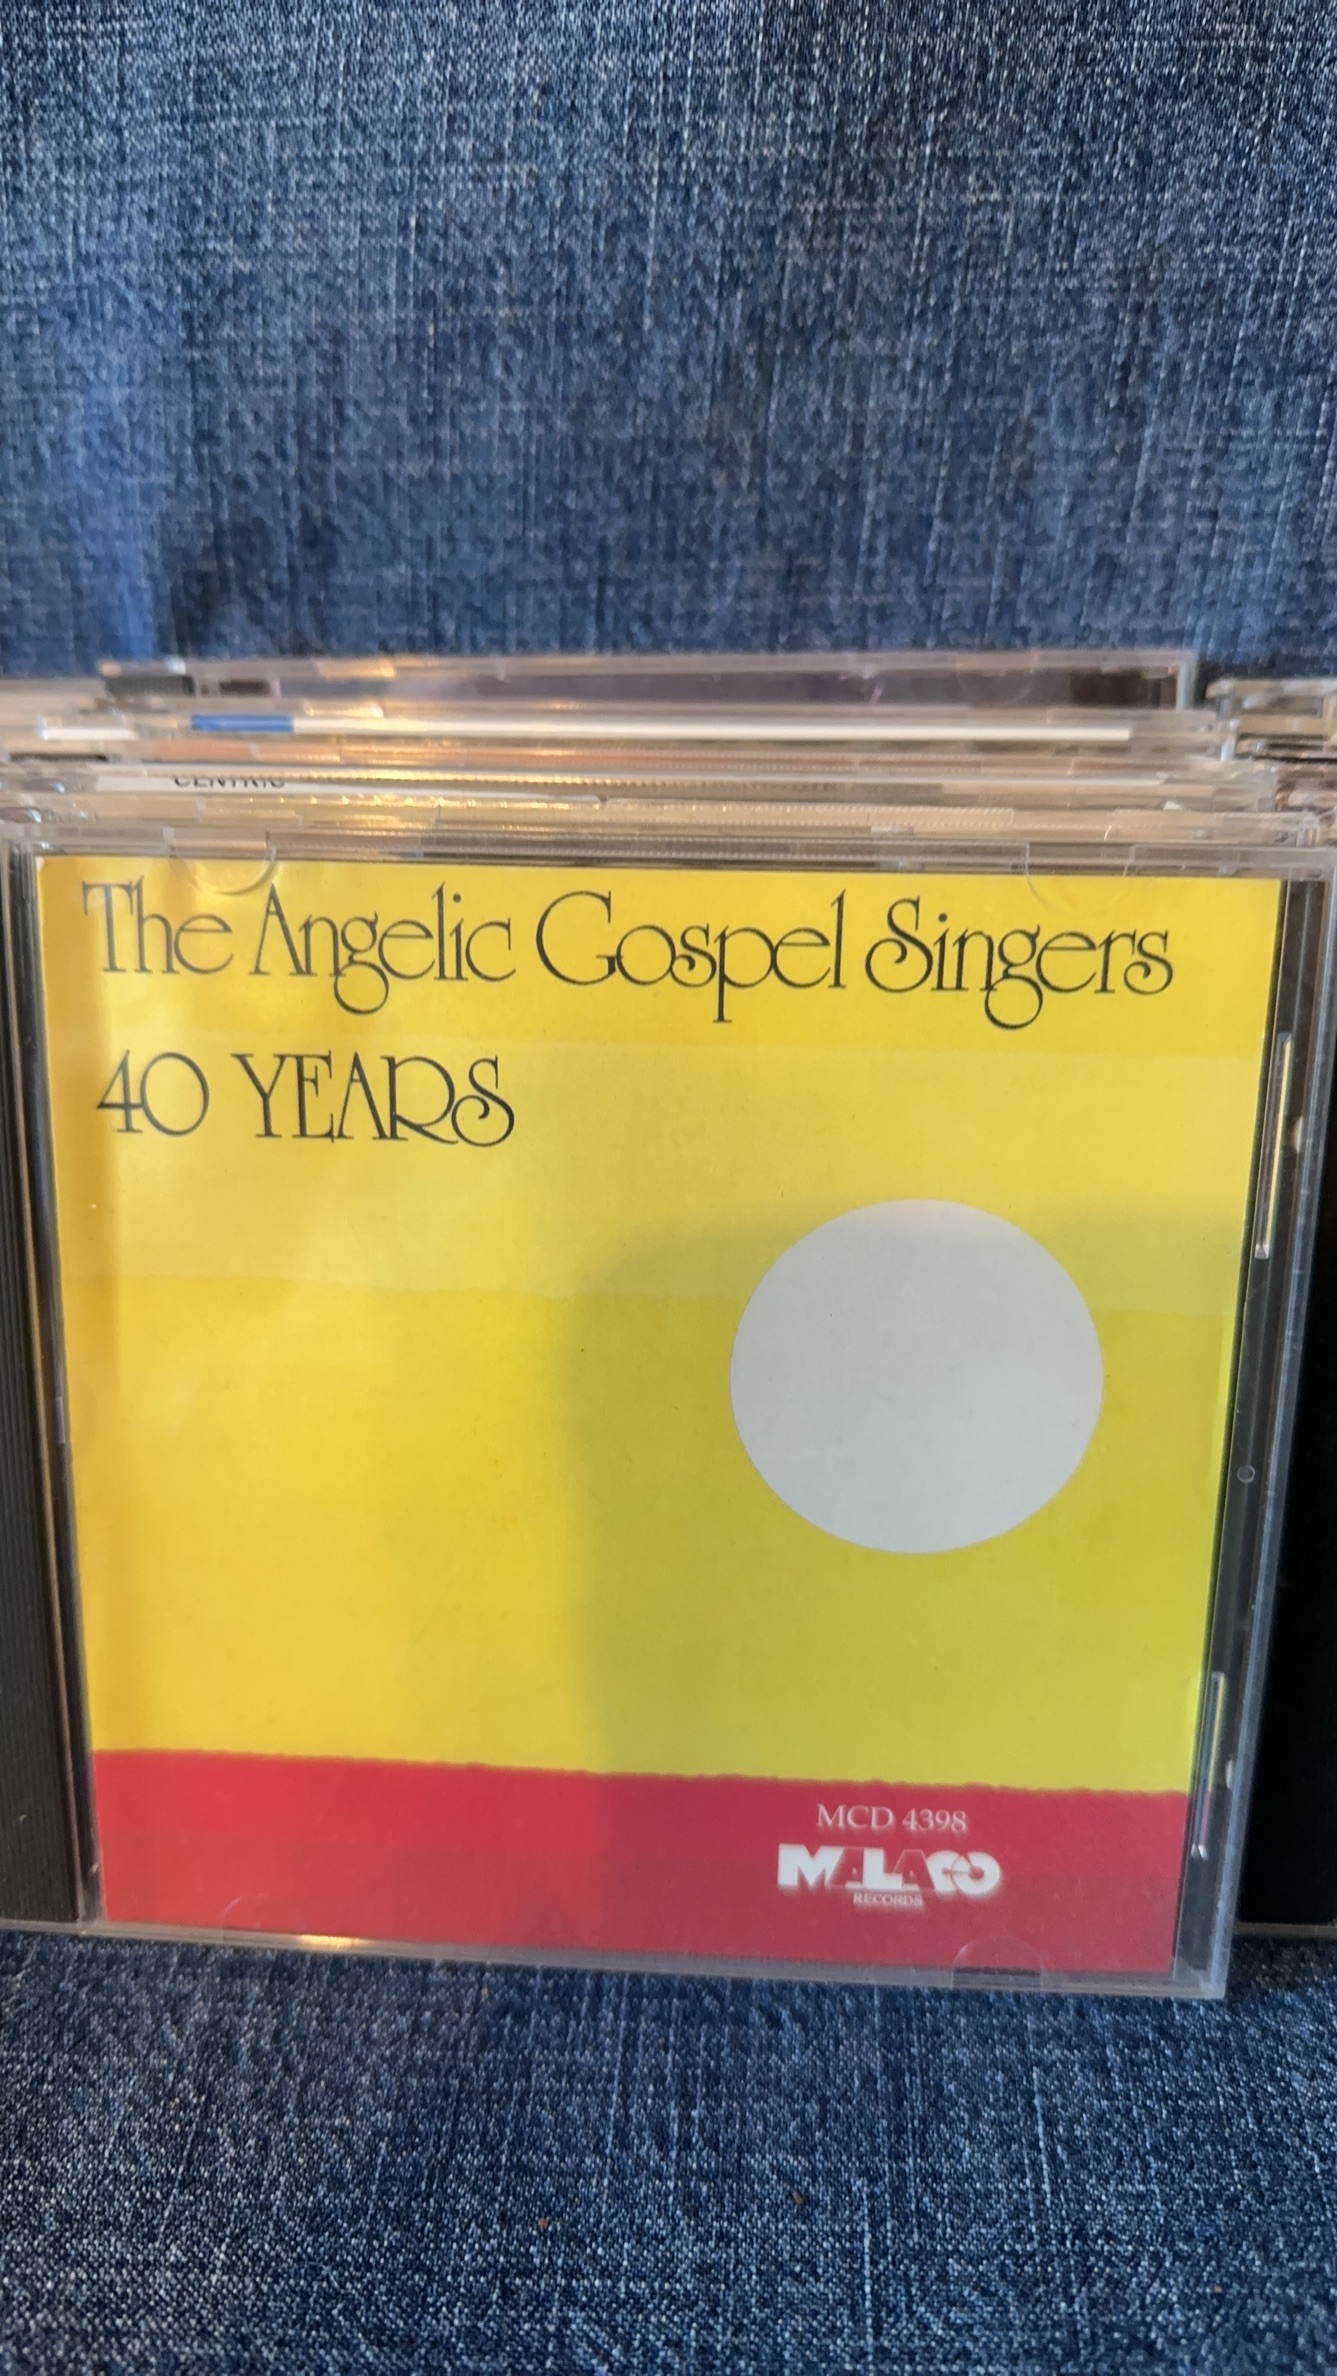 The Angelic Gospel Singers
40 YEARS
MCD 4398
MALACO
RECORDS